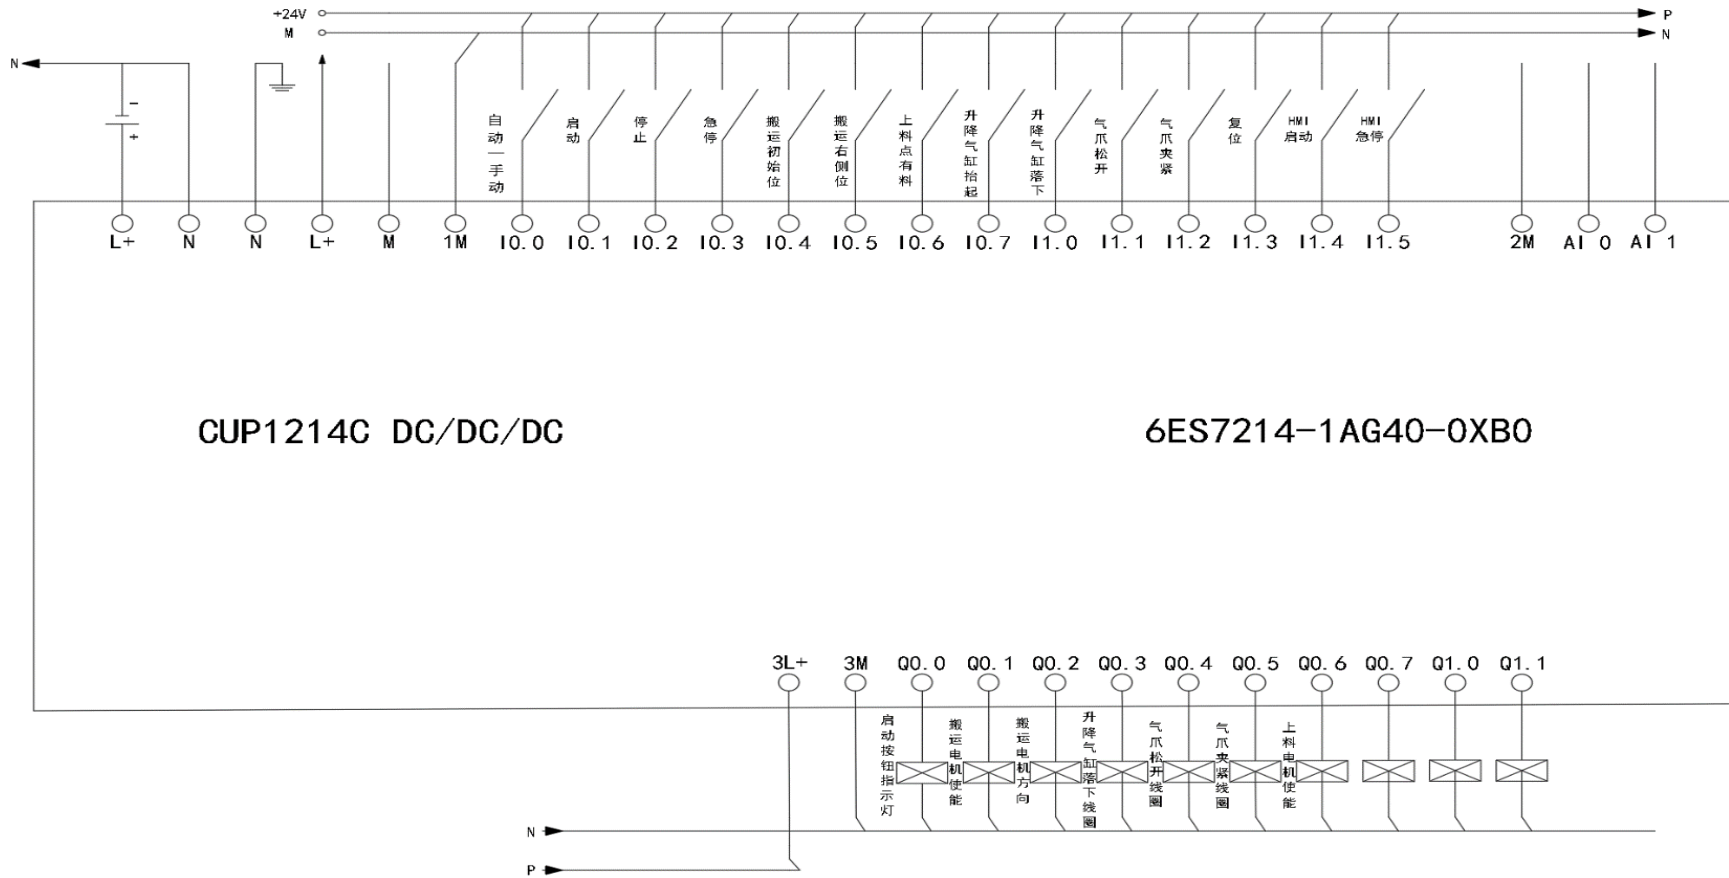 +24V
P
M
N
N
-
+
自动—手动
启动
停止
急停
搬运初始位
搬运右侧位
上料点有料
升降气缸抬起
升降气缸落下
气爪松开
气爪夹紧
复位
HMI
启动
HMI
急停
L+ N N L+ M 1M I0.0 I0.1 I0.2 I0.3 I0.4 I0.5 I0.6 I0.7 I1.0 I1.1 I1.2 I1.3 I1.4 I1.5 2M AI 0 AI 1
CUP1214C DC/DC/DC
6ES7214-1AG40-0XB0
3L+ 3M Q0.0 Q0.1 Q0.2 Q0.3 Q0.4 Q0.5 Q0.6 Q0.7 Q1.0 Q1.1
启动按钮指示灯
搬运电机使能
搬运电机方向
升降气缸落下线圈
气爪松开线圈
气爪夹紧线圈
上料电机使能
N
P